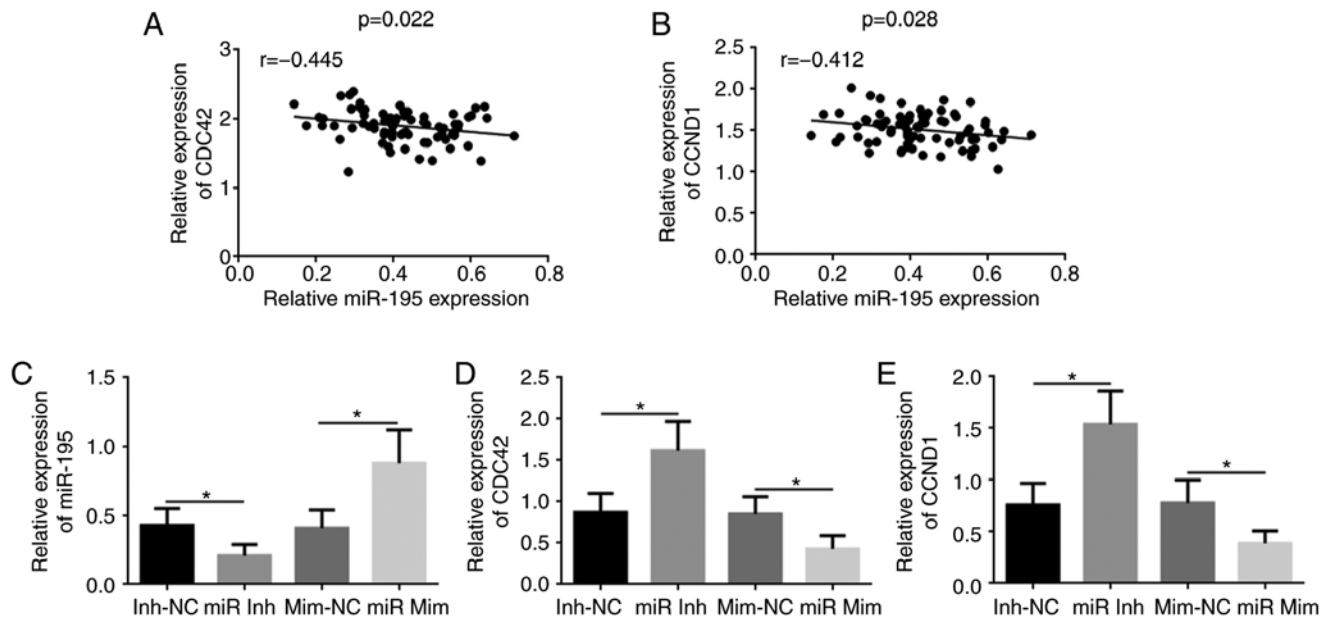 A
p=0.022
r=−0.445
Relative expression
of CDC42
3
2
1
0
0.0 0.2 0.4 0.6 0.8
Relative miR-195 expression
B
p=0.028
r=−0.412
Relative expression
of CCND1
2.5
2.0
1.5
1.0
0.5
0.0
0.0 0.2 0.4 0.6 0.8
Relative miR-195 expression
C
Relative expression
of miR-195
1.5
1.0
0.5
0.0
*
*
Inh-NC miR Inh Mim-NC miR Mim
D
Relative expression
of CDC42
2.5
2.0
1.5
1.0
0.5
0.0
*
*
Inh-NC miR Inh Mim-NC miR Mim
E
Relative expression
of CCND1
2.0
1.5
1.0
0.5
0.0
*
*
Inh-NC miR Inh Mim-NC miR Mim